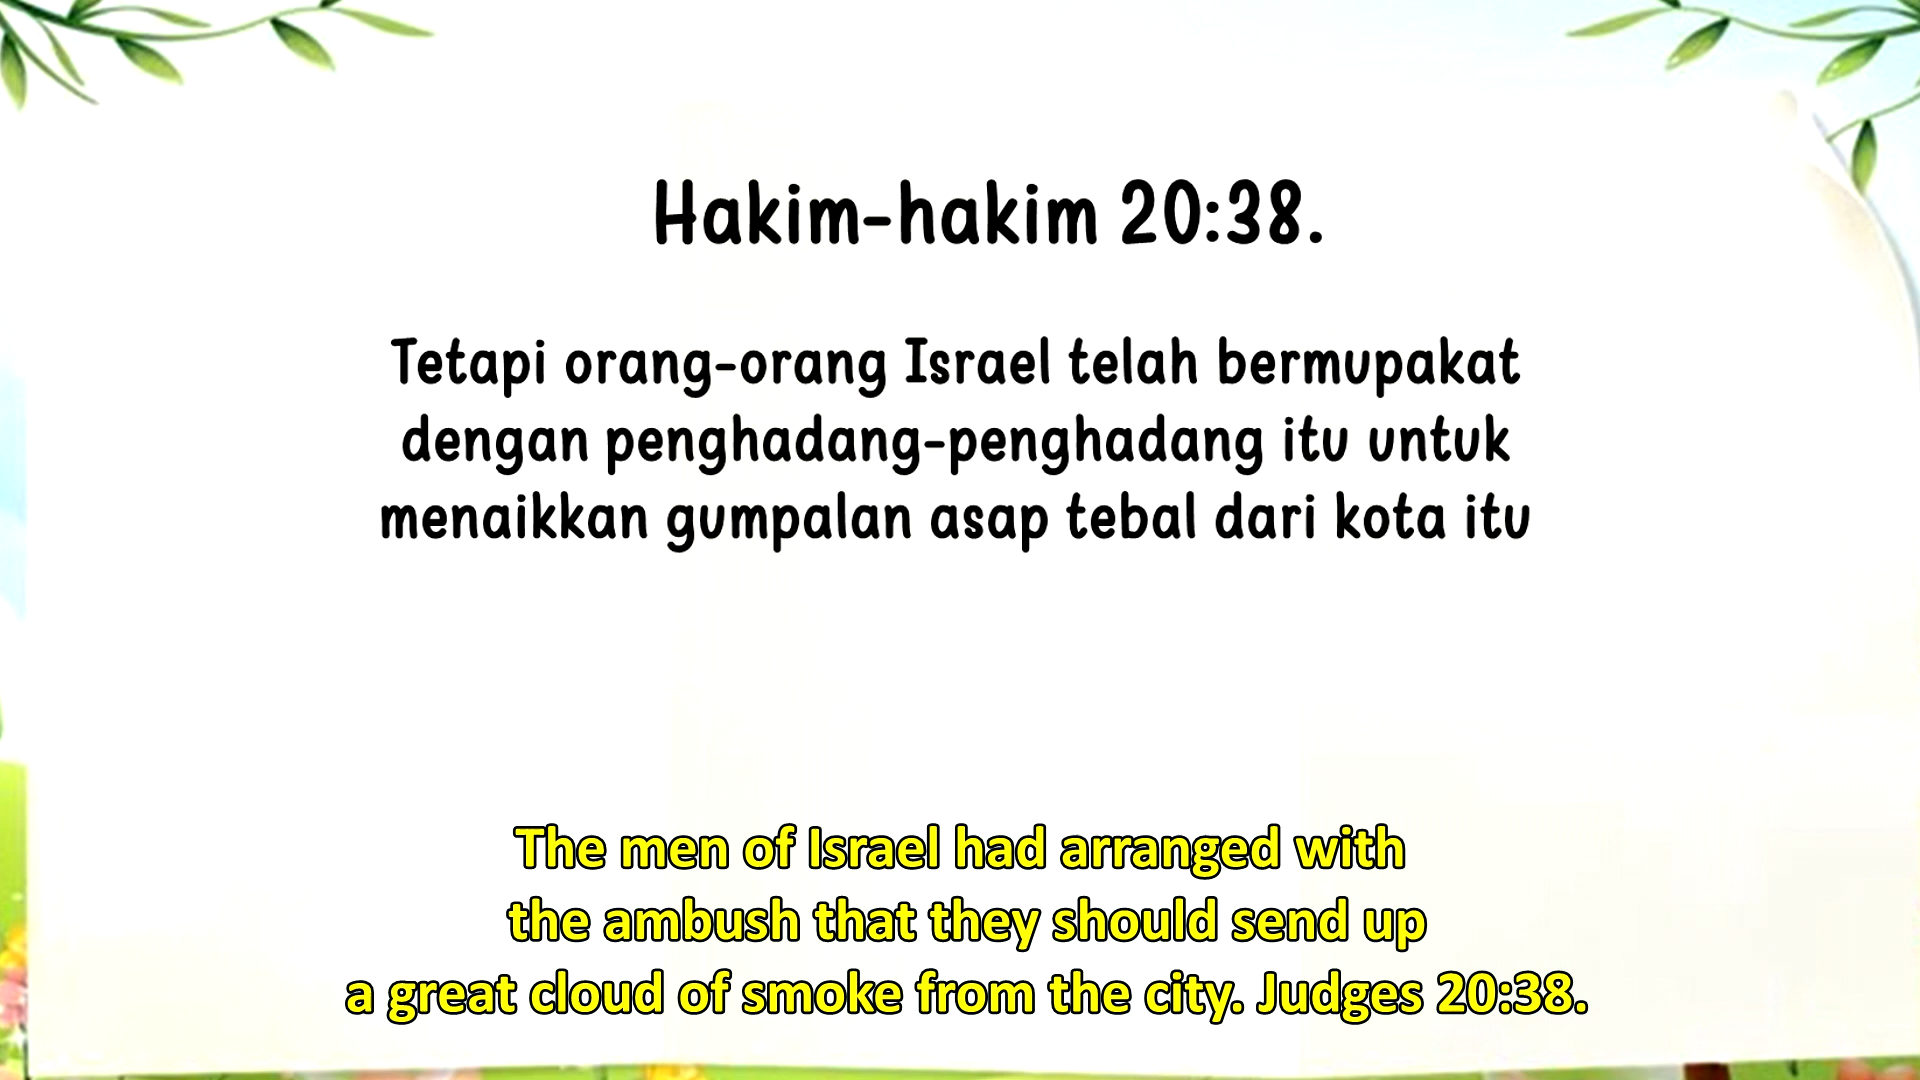 Hakim-hakim 20:38.
Tetapi orang-orang Israel telah bermupakat
dengan penghadang-penghadang itu untuk
menaikkan gumpalan asap tebal dari kota itu
The men of Israel had arranged with
the ambush that they should send up
a great cloud of smoke from the city. Judges 20:38.